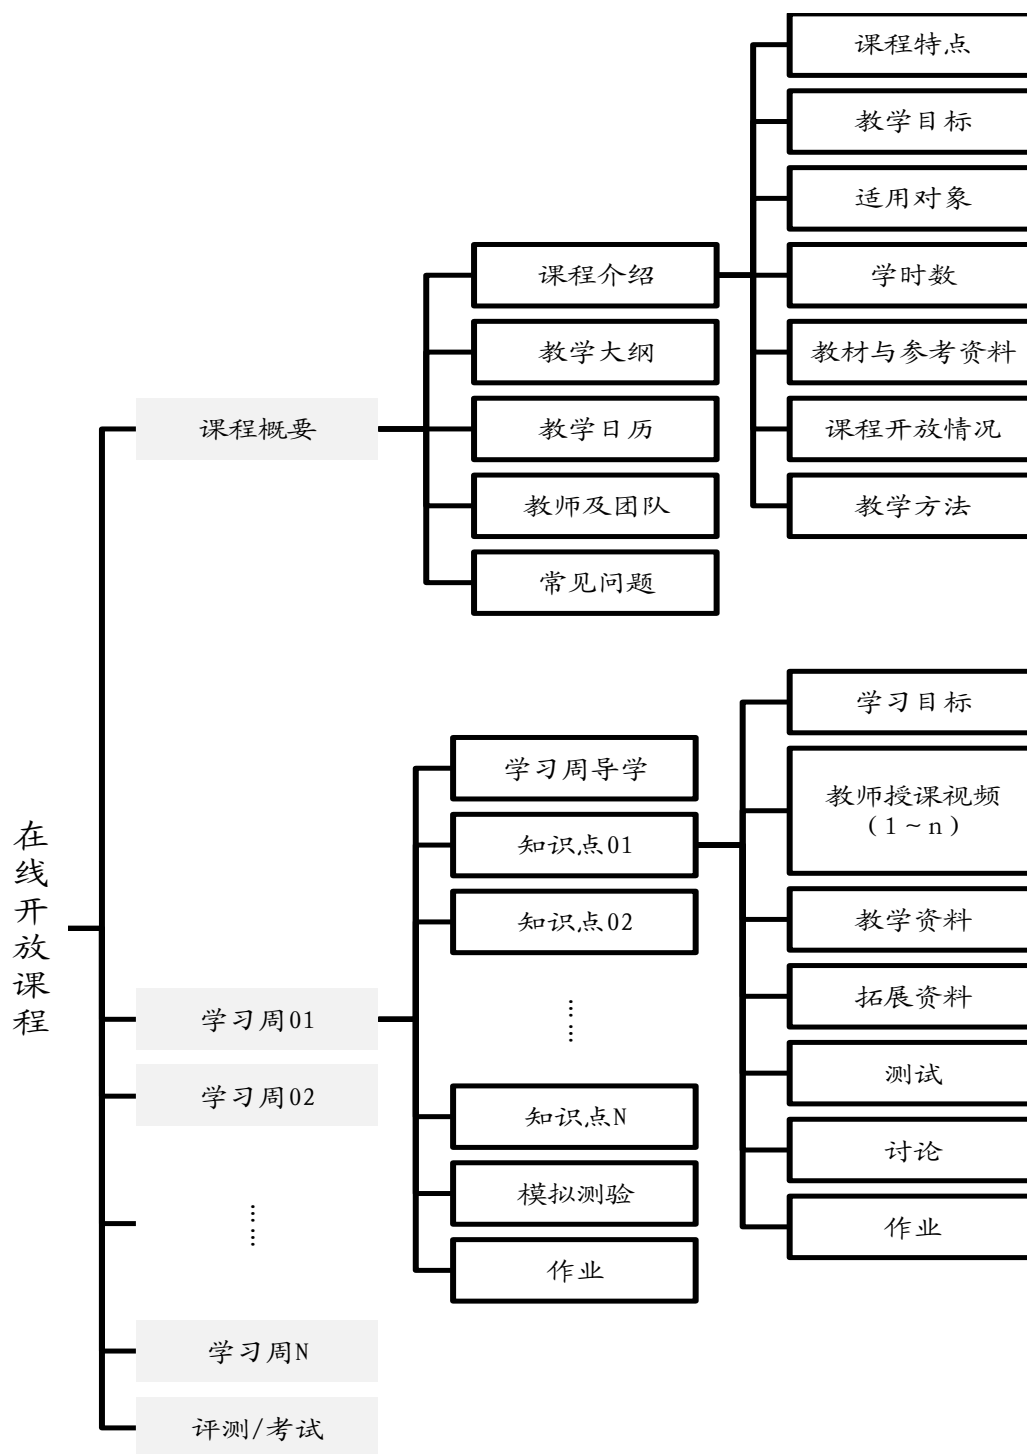 在线开放课程
课程概要
课程介绍
课程特点
教学目标
适用对象
学时数
教材与参考资料
课程开放情况
教学方法
教学大纲
教学日历
教师及团队
常见问题
学习周01
学习周导学
知识点01
学习目标
教师授课视频
(1~n)
教学资料
拓展资料
测试
讨论
作业
知识点02
……
知识点N
模拟测验
作业
学习周02
……
学习周N
评测/考试